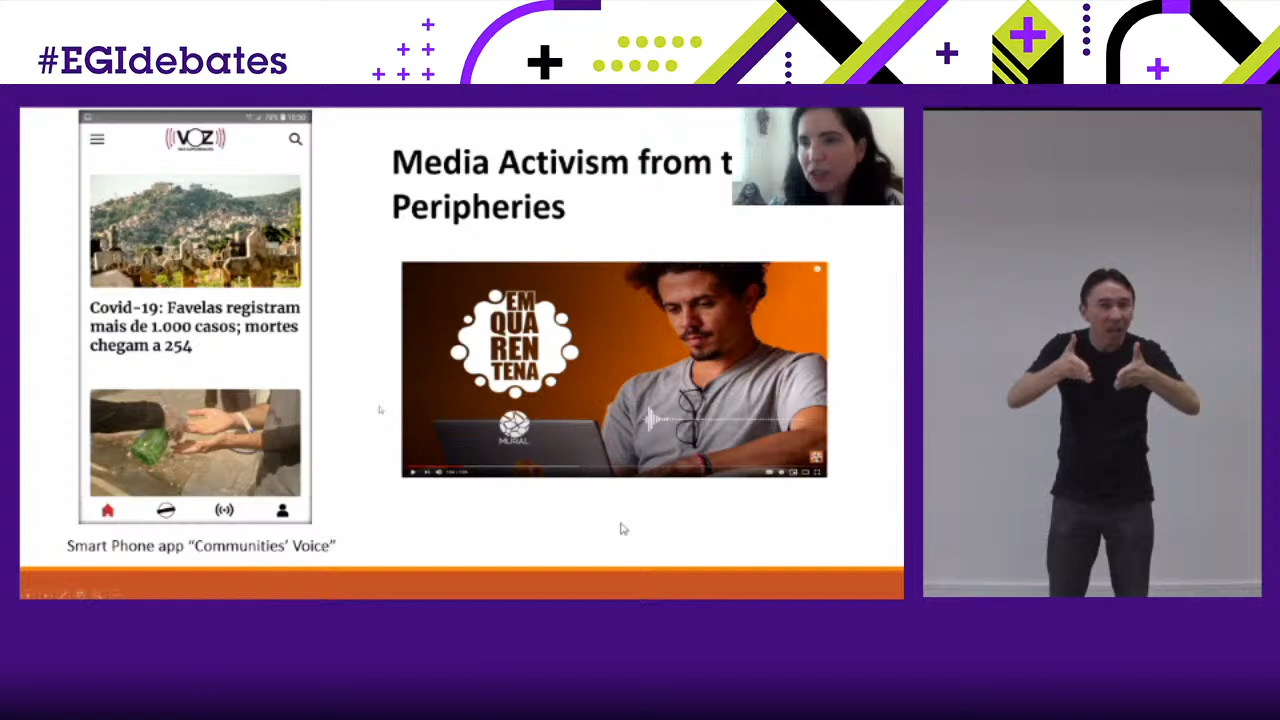 #EGIdebates
VOZ
Covid-19: Favelas registram
mais de 1.000 casos; mortes
chegam a 254
Smart Phone app “Communities’ Voice”
Media Activism from t
Peripheries
EM
QUA
REN
TENA
MURAL